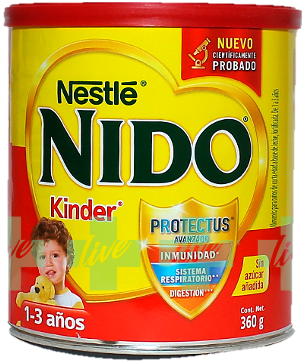 NUEVO
CIENTÍFICAMENTE
PROBADO
Nestlé®
NIDO®
Kinder®
PROTECTUS®
AVANZADO
INMUNIDAD*
SISTEMA
RESPIRATORIO**
DIGESTIÓN***
1-3 años
Sin
azúcar
añadida
Cont. Net.
360 g